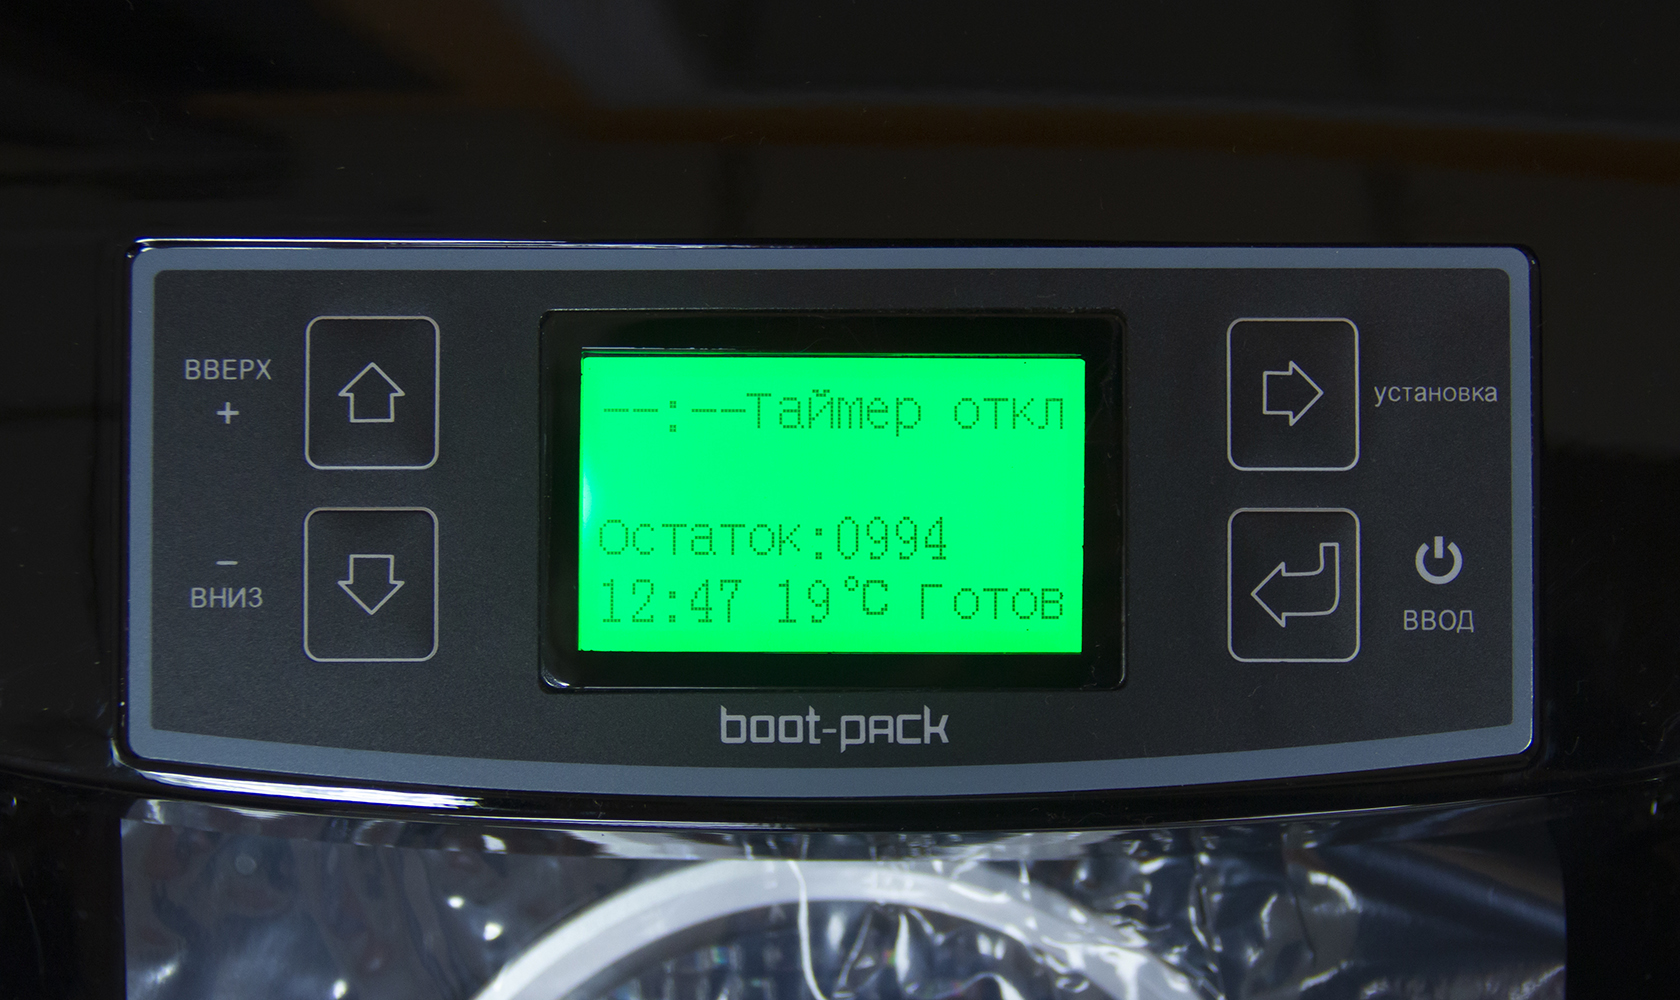 ВВЕРХ
+
–
ВНИЗ
––:––Таймер откл
Остаток:0994
12:47 19°C Готов
boot-pack
установка
ВВОД